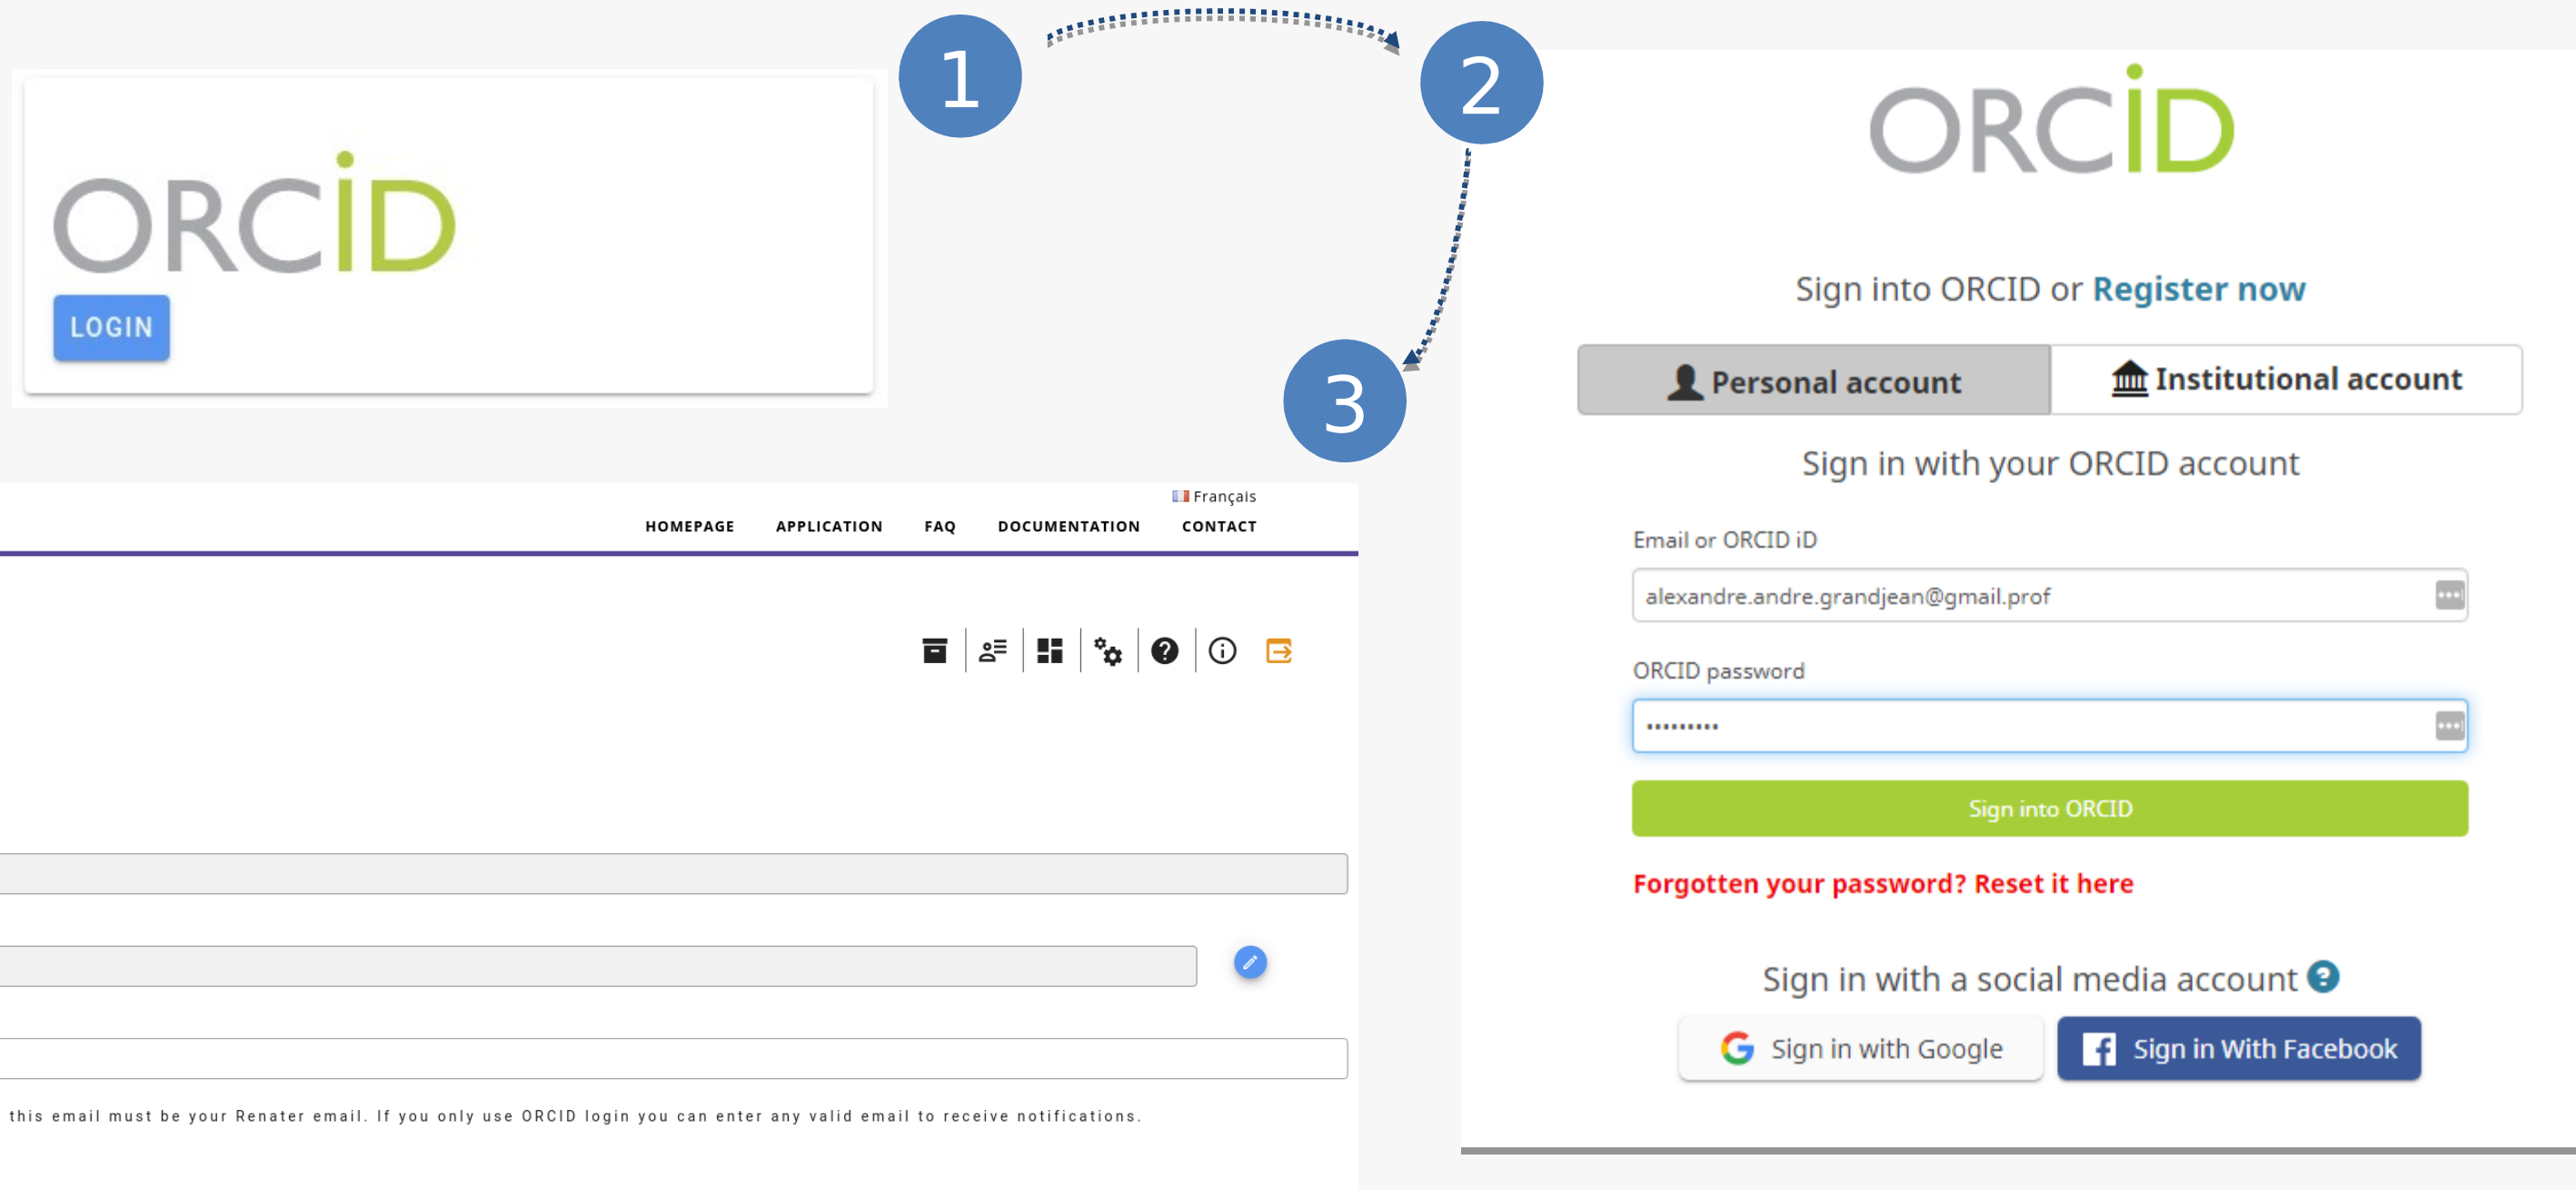 1
2
ORCiD
LOGIN
ORCiD
Sign into ORCID or Register now
Personal account
Institutional account
Sign in with your ORCID account
Email or ORCID iD
alexandre.andre.grandjean@gmail.prof
ORCID password
•••••••••
Sign into ORCID
Forgotten your password? Reset it here
Sign in with a social media account ?
Sign in with Google
Sign in With Facebook
3
Français
HOMEPAGE APPLICATION FAQ DOCUMENTATION CONTACT
this email must be your Renater email. If you only use ORCID login you can enter any valid email to receive notifications.